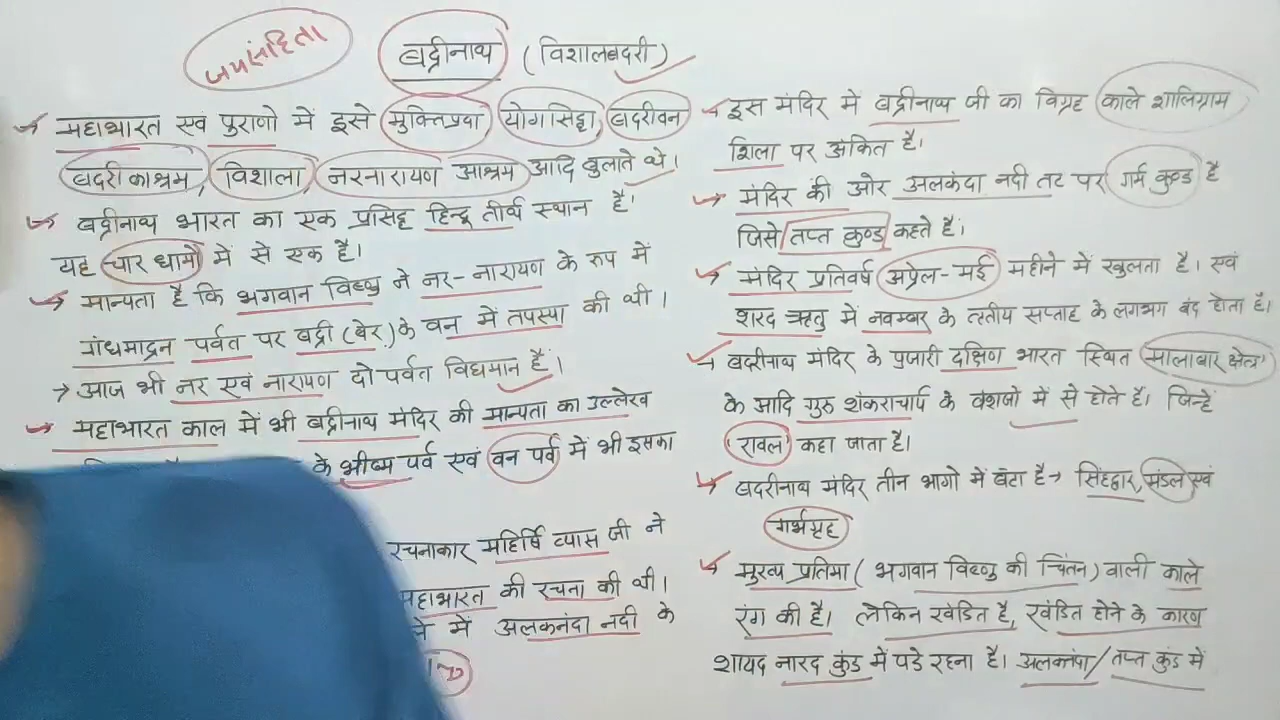 जयसंहिता
बद्रीनाथ (विशालबदरी)
→ महाभारत एवं पुराणो में इसे मुक्तिप्रदा, योगसिद्दा, बदरीवन
बदरीकाश्रम, विशाला, नरनारायण आश्रम आदि बुलाते थे।
→ बद्रीनाथ भारत का एक प्रसिद्द हिन्दू तीर्थ स्थान है।
यह चार धामों में से एक है।
→ मान्यता है कि भगवान विष्णु ने नर-नारायण के रुप में
गंधमाद्रन पर्वत पर बद्री (बेर) के वन में तपस्या की थी।
→ आज भी नर एवं नारायण दो पर्वत विधमान है।
→ महाभारत काल में भी बद्रीनाथ मंदिर की मान्यता का उल्लेख
के भीष्म पर्व एवं वन पर्व में भी इसका
रचनाकार महिर्षि व्यास जी ने
महाभारत की रचना की थी।
में अलकनंदा नदी के
→ इस मंदिर में बद्रीनाथ जी का विग्रह काले शालिग्राम
शिला पर अंकित है।
→ मंदिर की ओर अलकंदा नदी तट पर गर्म कुण्ड है
जिसे तप्त कुण्ड कहते है।
→ मंदिर प्रतिवर्ष अप्रेल-मई महीने में खुलता है। एवं
शरद ऋतु में नवम्बर के तृतीय सप्ताह के लगभग बंद होता है।
→ बदरीनाथ मंदिर के पुजारी दक्षिण भारत स्थित मालाबार क्षेत्र
के आदि गुरु शंकराचार्य के वंशजो में से होते है। जिन्हें
(रावल) कहा जाता है।
→ बदरीनाथ मंदिर तीन भागो में बंटा है→ सिंहद्वार, मंडल एवं
गर्भगृह
→ मुख्य प्रतिमा (भगवान विष्णु की चिंतन) वाली काले
रंग की है। लेकिन खंडित है, खंडित होने के कारण
शायद नारद कुंड में पडे रहना है। अलकनंदा/तप्त कुंड में